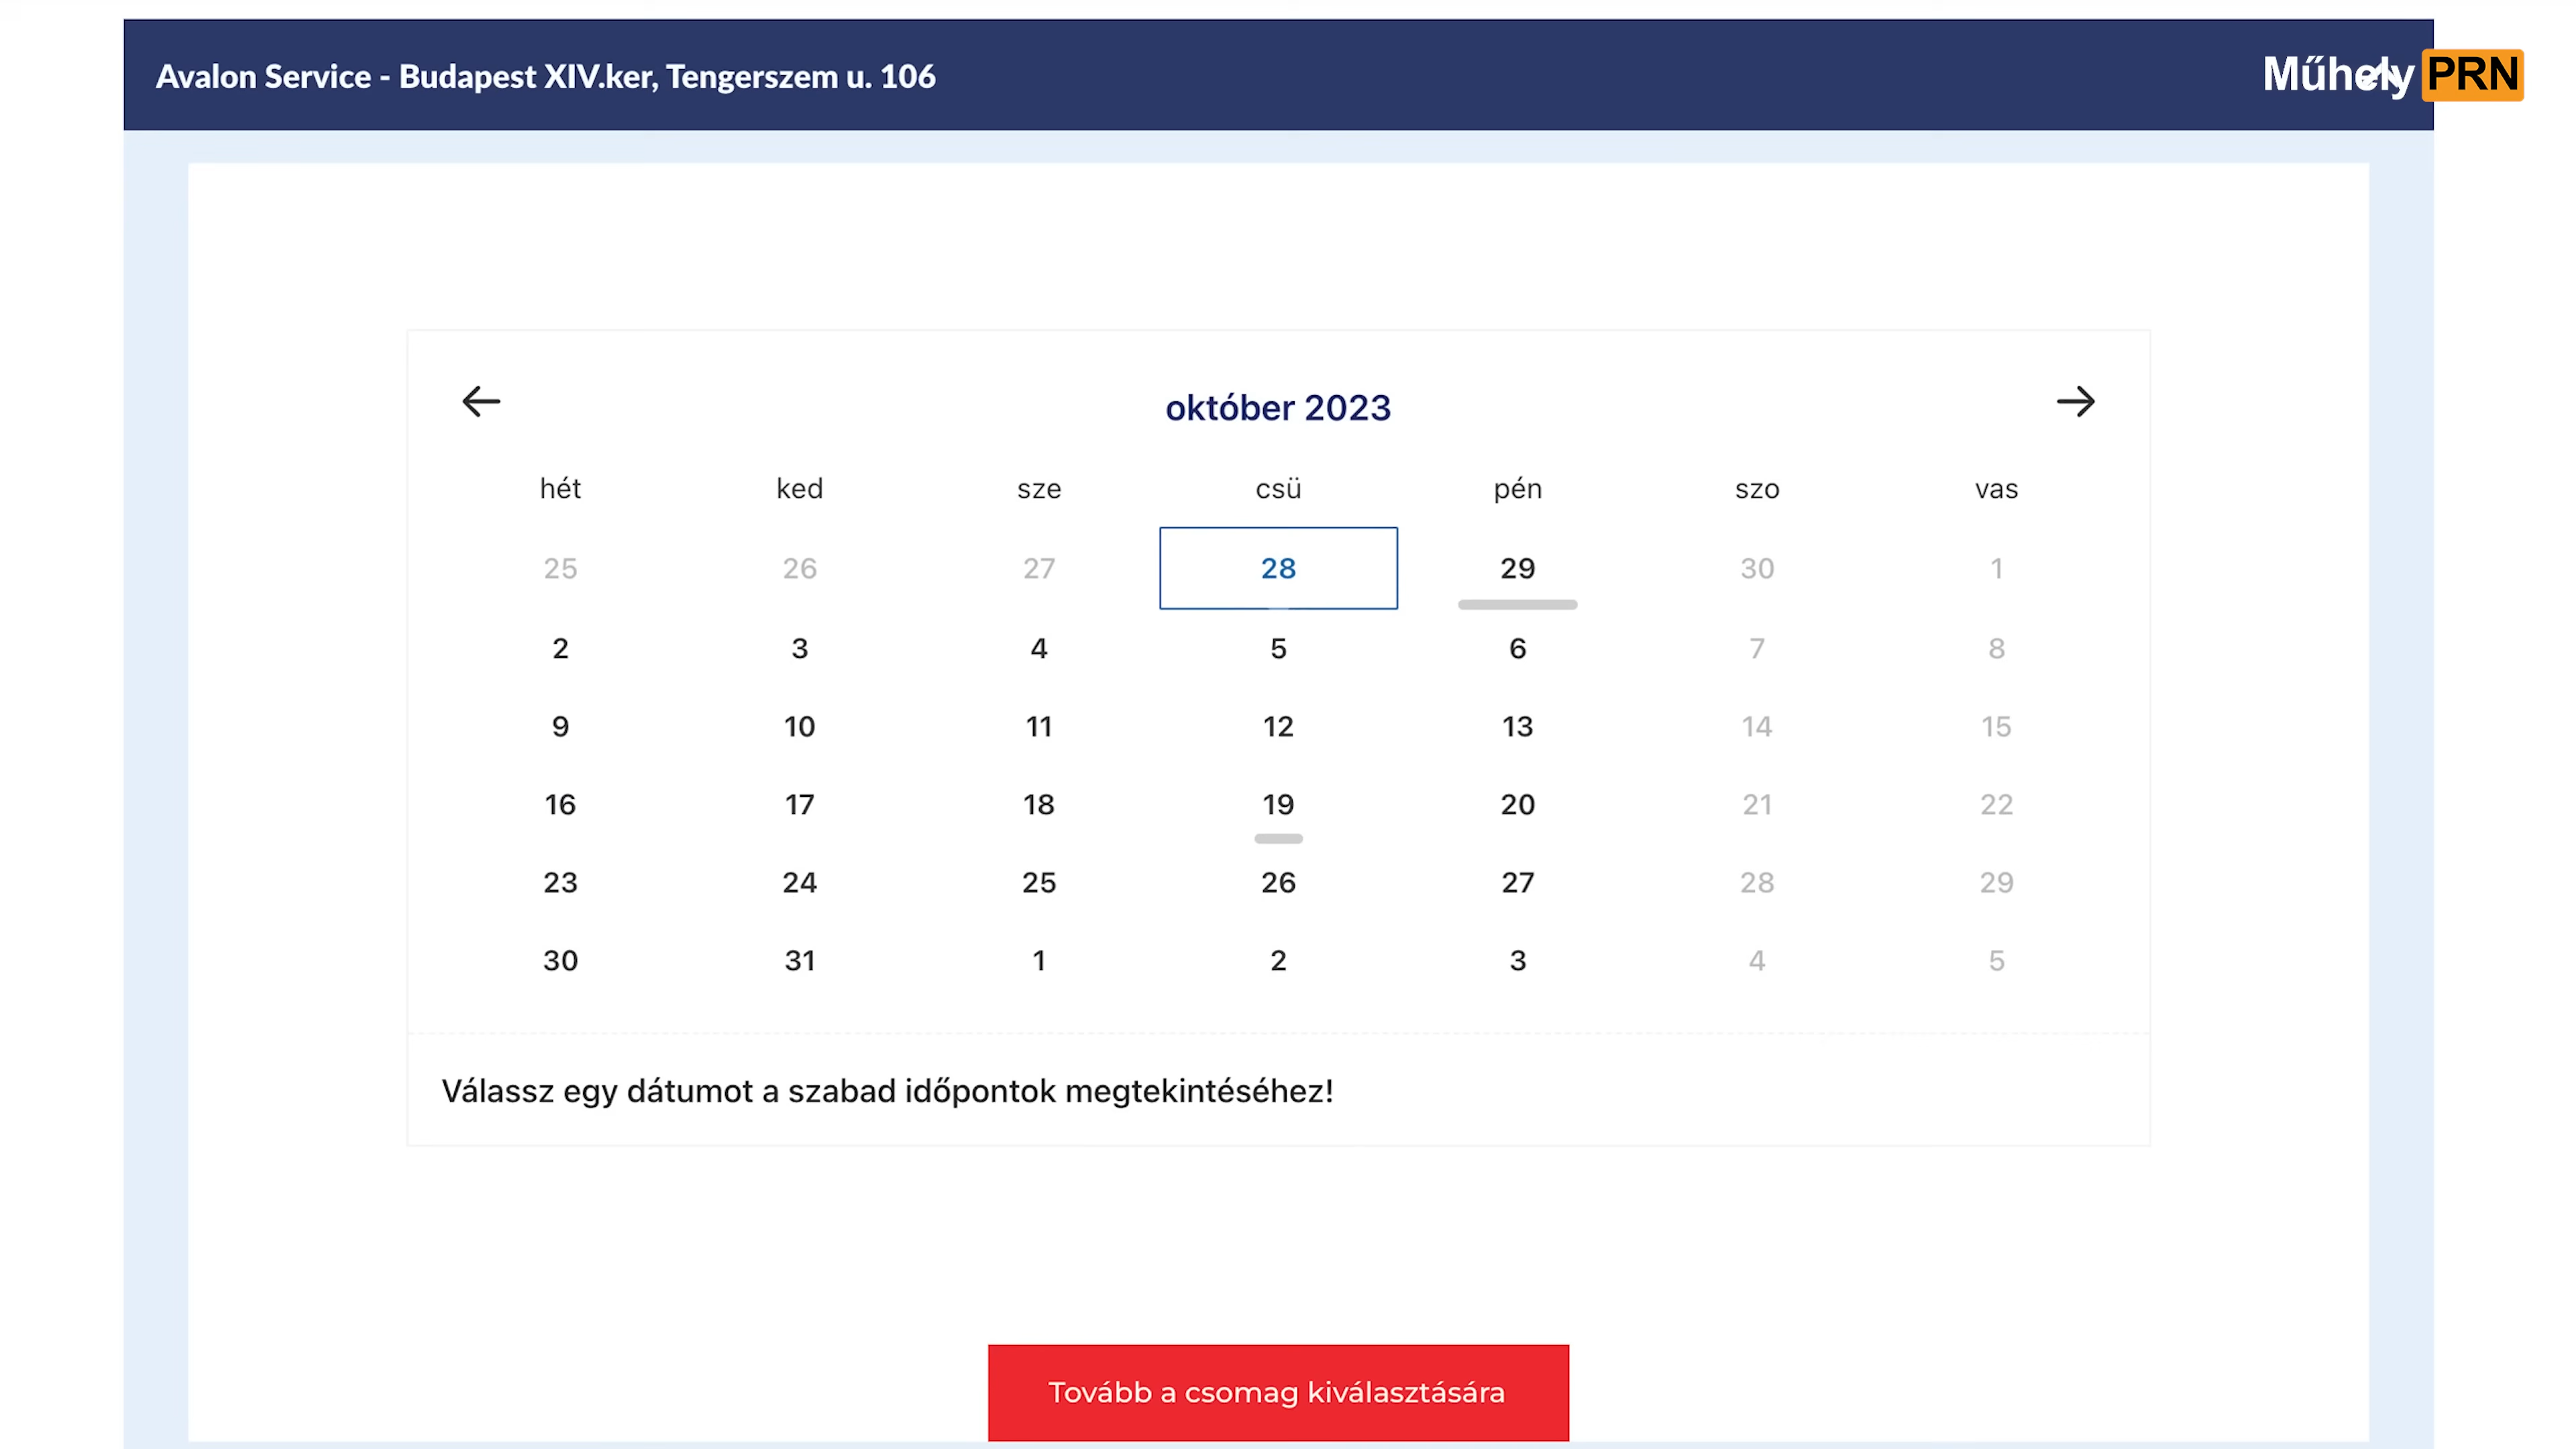 Avalon Service - Budapest XIV.ker, Tengerszem u. 106
Műhely PRN
október 2023
hét ked sze csü pén szo vas
25 26 27 28 29 30 1
2 3 4 5 6 7 8
9 10 11 12 13 14 15
16 17 18 19 20 21 22
23 24 25 26 27 28 29
30 31 1 2 3 4 5
Válassz egy dátumot a szabad időpontok megtekintéséhez!
Tovább a csomag kiválasztására